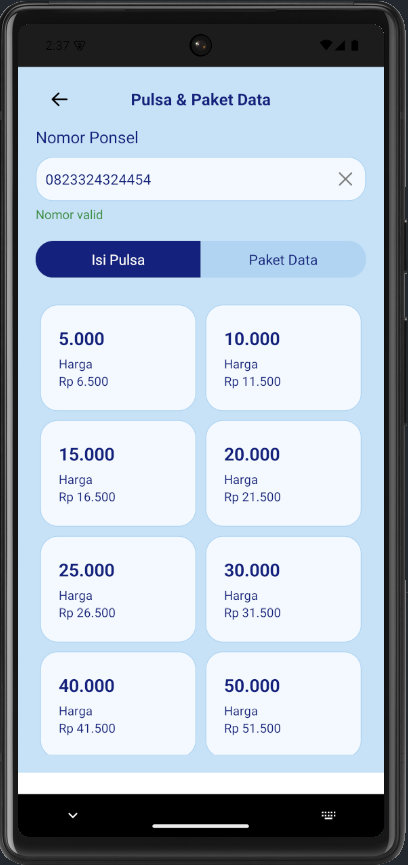 2:37
Pulsa & Paket Data
Nomor Ponsel
0823324324454
Nomor valid
Isi Pulsa
Paket Data
5.000
Harga
Rp 6.500
10.000
Harga
Rp 11.500
15.000
Harga
Rp 16.500
20.000
Harga
Rp 21.500
25.000
Harga
Rp 26.500
30.000
Harga
Rp 31.500
40.000
Harga
Rp 41.500
50.000
Harga
Rp 51.500